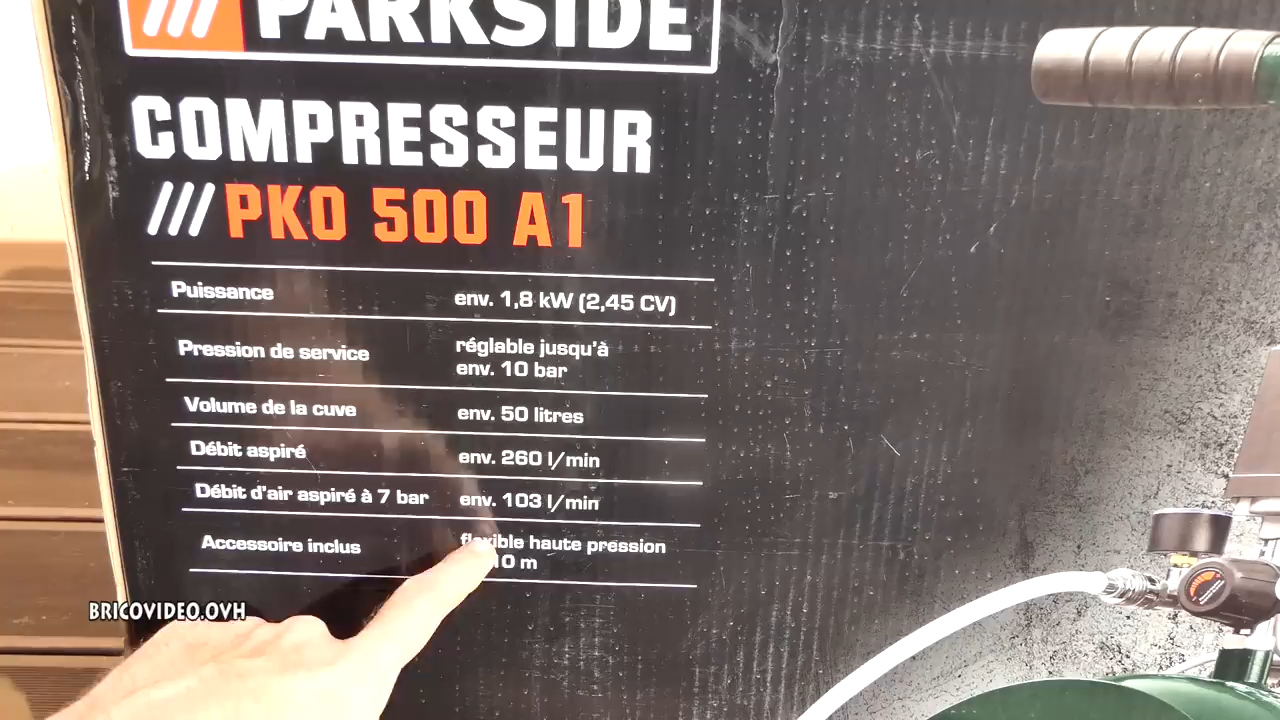 PARKSIDE
COMPRESSEUR
/// PKO 500 A1
Puissance env. 1,8 kW (2,45 CV)
Pression de service réglable jusqu'à
env. 10 bar
Volume de la cuve env. 50 litres
Débit aspiré env. 260 l/min
Débit d'air aspiré à 7 bar env. 103 l/min
Accessoire inclus flexible haute pression
10 m
BRICOVIDEO.OVH